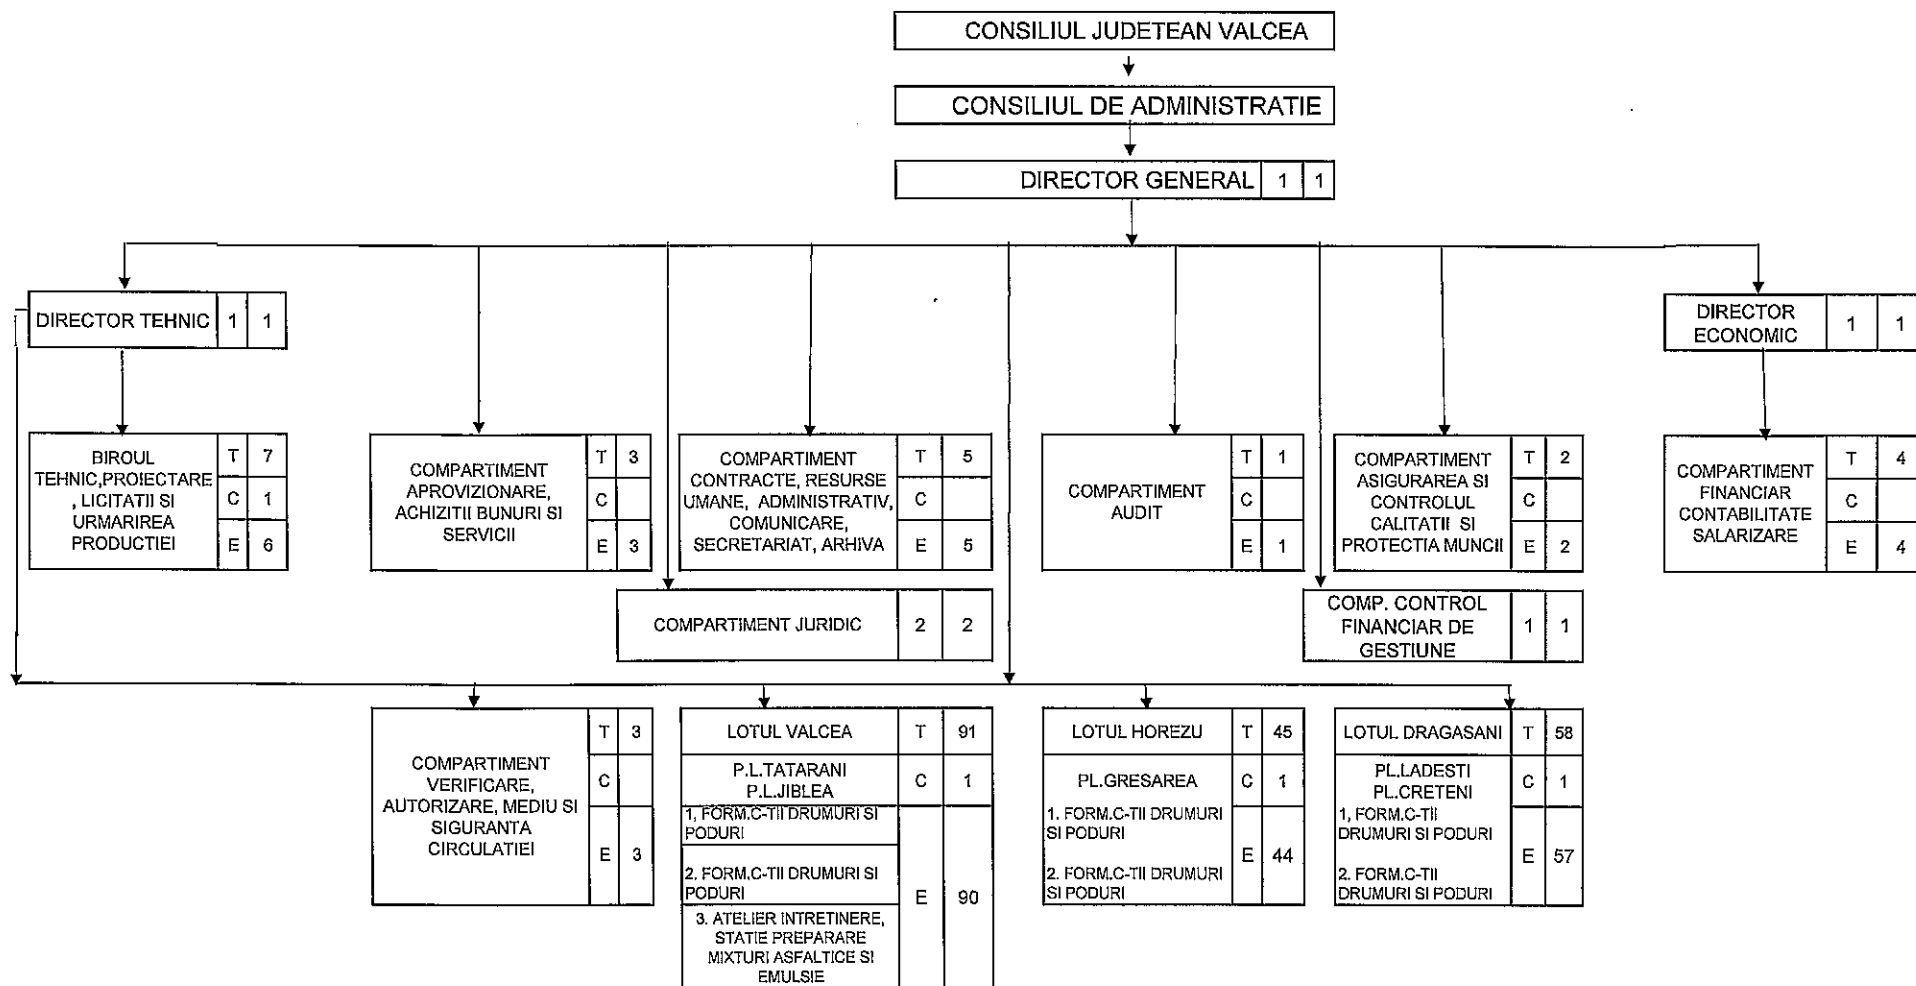 CONSILIUL JUDETEAN VALCEA
CONSILIUL DE ADMINISTRATIE
DIRECTOR GENERAL 1 1
DIRECTOR TEHNIC 1 1
DIRECTOR
ECONOMIC
1 1
BIROUL
TEHNIC,PROIECTARE
, LICITATII SI
URMARIREA
PRODUCTIEI
T 7
C 1
E 6
COMPARTIMENT
APROVIZIONARE,
ACHIZITII BUNURI SI
SERVICII
T 3
C
E 3
COMPARTIMENT
CONTRACTE, RESURSE
UMANE, ADMINISTRATIV,
COMUNICARE,
SECRETARIAT, ARHIVA
T 5
C
E 5
COMPARTIMENT
AUDIT
T 1
C
E 1
COMPARTIMENT
ASIGURAREA SI
CONTROLUL
CALITATII SI
PROTECTIA MUNCII
T 2
C
E 2
COMPARTIMENT
FINANCIAR
CONTABILITATE
SALARIZARE
T 4
C
E 4
COMPARTIMENT JURIDIC 2 2
COMP. CONTROL
FINANCIAR DE
GESTIUNE
1 1
COMPARTIMENT
VERIFICARE,
AUTORIZARE, MEDIU SI
SIGURANTA
CIRCULATIEI
T 3
C
E 3
LOTUL VALCEA T 91
P.L.TATARANI
P.L.JIBLEA
C 1
1, FORM.C-TII DRUMURI SI
PODURI
2. FORM.C-TII DRUMURI SI
PODURI
3. ATELIER INTRETINERE,
STATIE PREPARARE
MIXTURI ASFALTICE SI
EMULSIE
E 90
LOTUL HOREZU T 45
PL.GRESAREA C 1
1. FORM.C-TII DRUMURI
SI PODURI
2. FORM.C-TII DRUMURI
SI PODURI
E 44
LOTUL DRAGASANI T 58
PL.LADESTI
PL.CRETENI
C 1
1, FORM.C-TII
DRUMURI SI PODURI
2. FORM.C-TII
DRUMURI SI PODURI
E 57